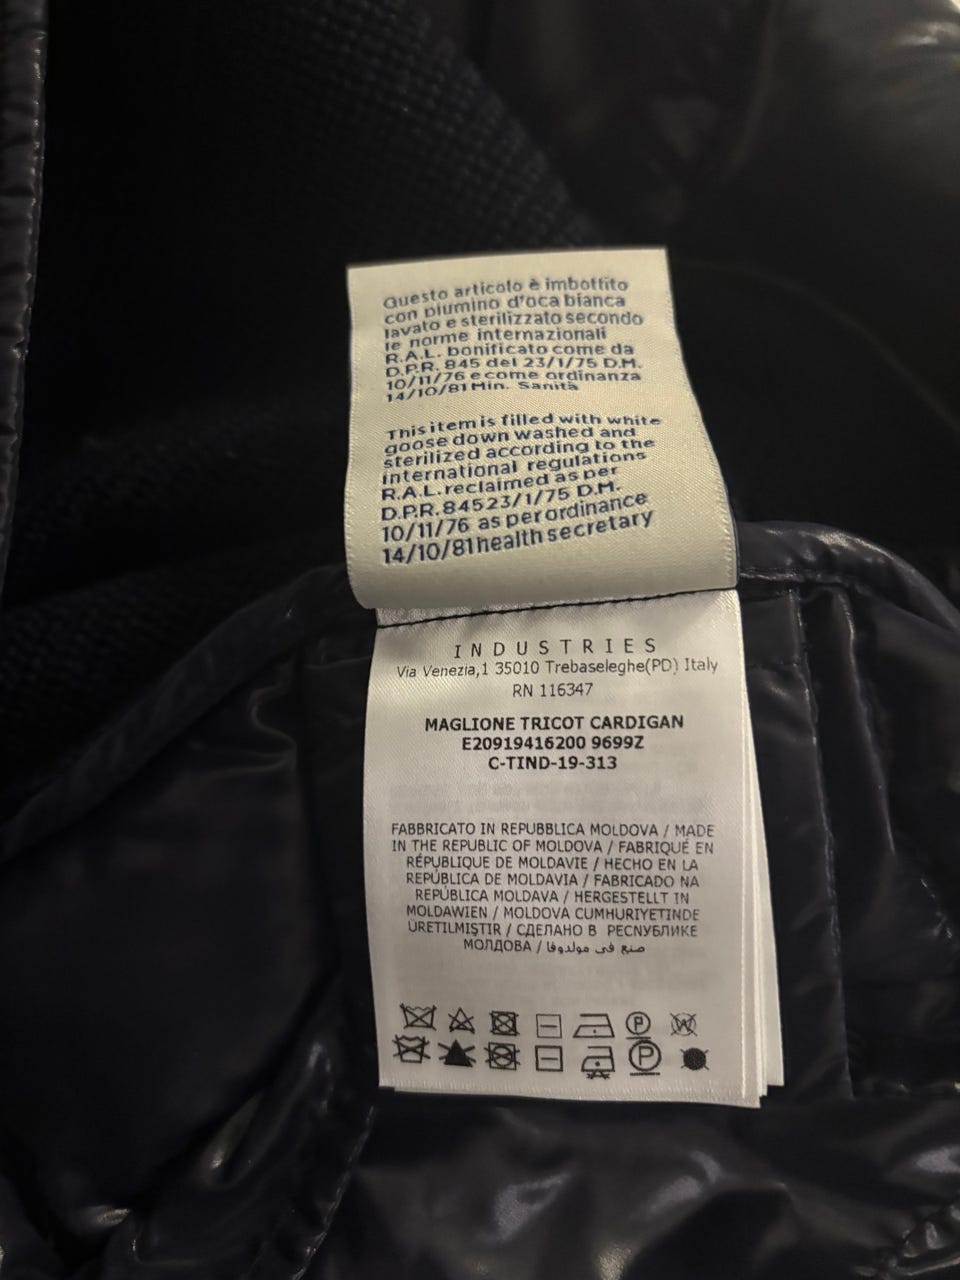 Questo articolo è imbottito
con piumino d'oca bianca
lavato e sterilizzato secondo
le norme internazionali
R.A.L. bonificato come da
D.P.R. 845 del 23/1/75 D.M.
10/11/76 e come ordinanza
14/10/81 Min. Sanità
This item is filled with white
goose down washed and
sterilized according to the
international regulations
R.A.L. reclaimed as per
D.P.R. 84523/1/75 D.M.
10/11/76 as per ordinance
14/10/81 health secretary
INDUSTRIES
Via Venezia,1 35010 Trebaseleghe(PD) Italy
RN 116347
MAGLIONE TRICOT CARDIGAN
E20919416200 9699Z
C-TIND-19-313
FABBRICATO IN REPUBBLICA MOLDOVA / MADE
IN THE REPUBLIC OF MOLDOVA / FABRIQUÉ EN
RÉPUBLIQUE DE MOLDAVIE / HECHO EN LA
REPÚBLICA DE MOLDAVIA / FABRICADO NA
REPÚBLICA MOLDAVA / HERGESTELLT IN
MOLDAWIEN / MOLDOVA CUMHURIYETINDE
ÜRETILMIŞTIR / СДЕЛАНО В РЕСПУБЛИКЕ
МОЛДОВА / صنع في مولدوفا
P W
P